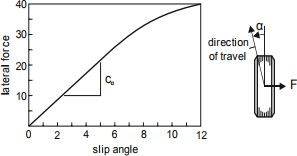 40
30
20
10
0
0 2 4 6 8 10 12
lateral force
slip angle
Cα
α
direction
of travel
F